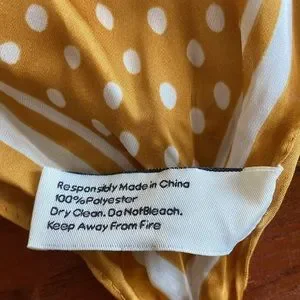 Responsibly Made in China
100% Polyester
Dry Clean. Do Not Bleach.
Keep Away From Fire